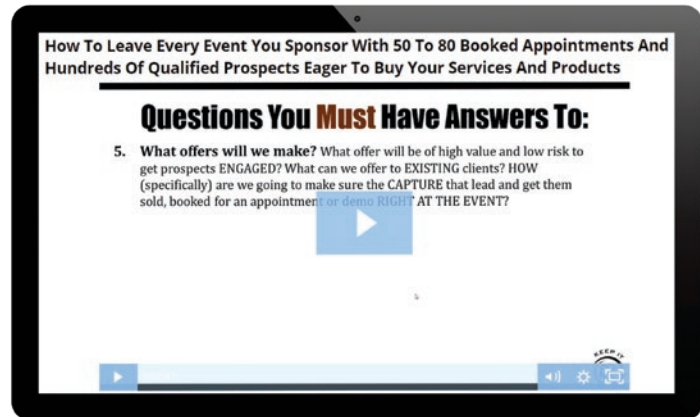 How To Leave Every Event You Sponsor With 50 To 80 Booked Appointments And
Hundreds Of Qualified Prospects Eager To Buy Your Services And Products
Questions You Must Have Answers To:
5. What offers will we make? What offer will be of high value and low risk to
get prospects ENGAGED? What can we offer to EXISTING clients? HOW
(specifically) are we going to make sure the CAPTURE that lead and get them
sold, booked for an appointment or demo RIGHT AT THE EVENT?
KEEP IT